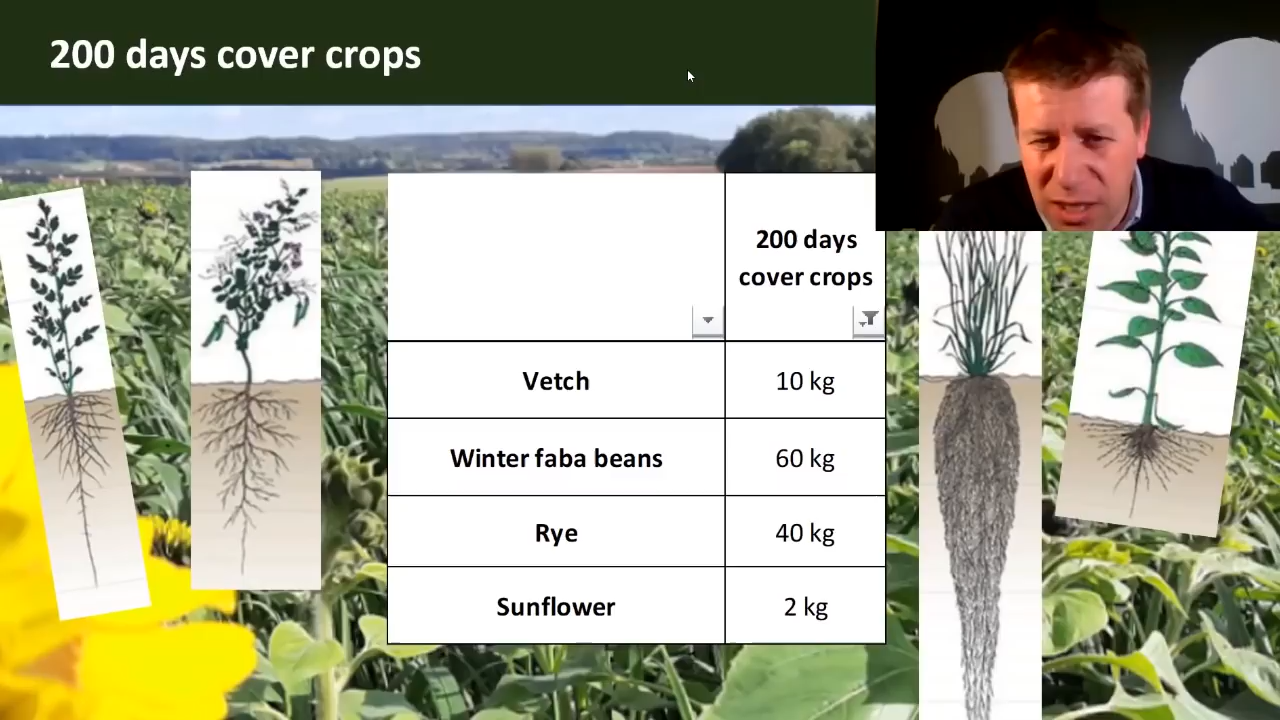 200 days cover crops
200 days
cover crops
Vetch 10 kg
Winter faba beans 60 kg
Rye 40 kg
Sunflower 2 kg